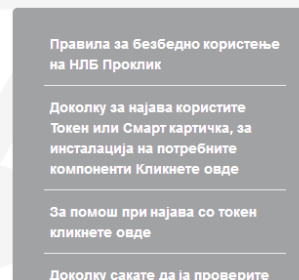 Правила за безбедно користење
на НЛБ Проклик
Доколку за најава користите
Токен или Смарт картичка, за
инсталација на потребните
компоненти Кликнете овде
За помош при најава со токен
кликнете овде
Доколку сакате да ја проверите